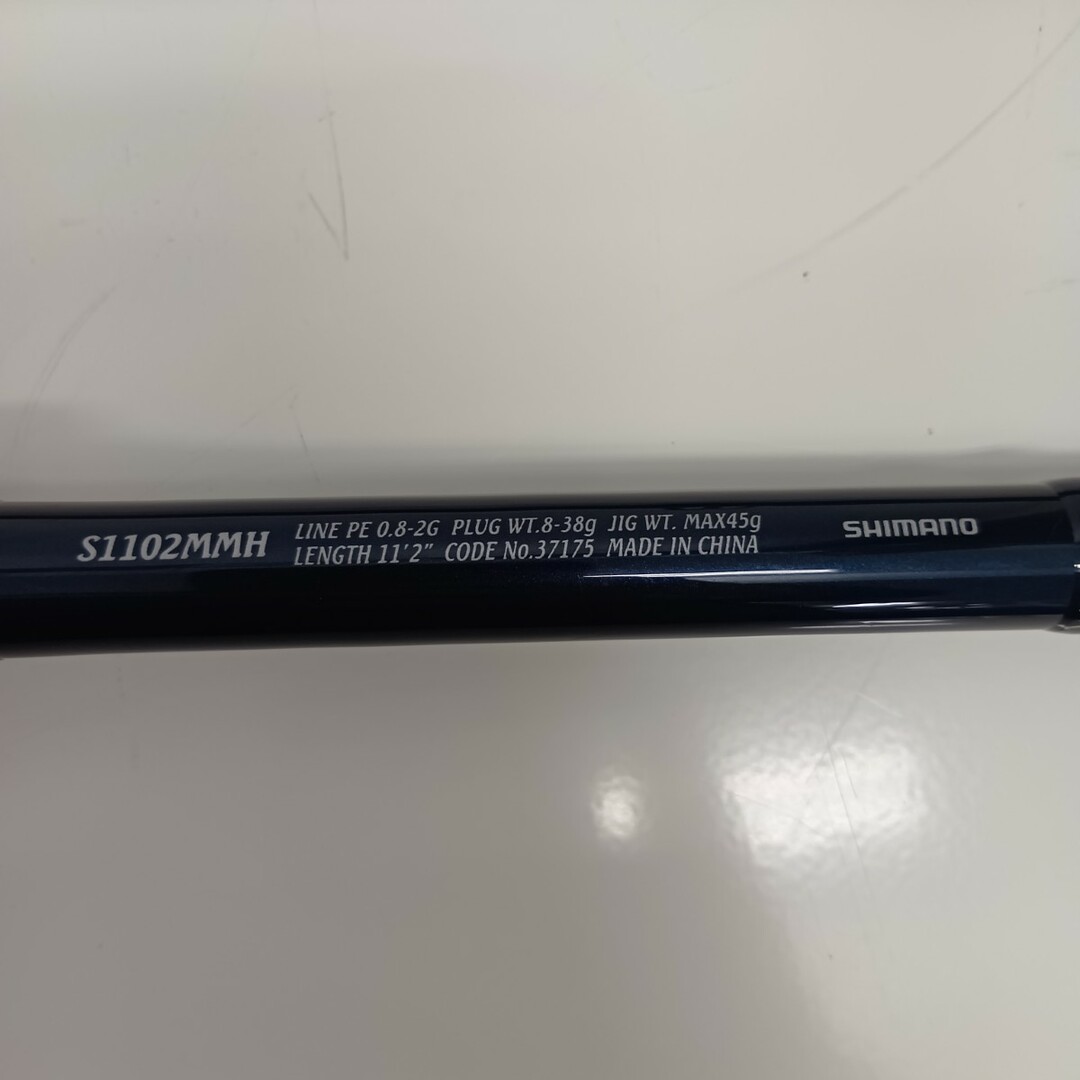 S1102MMH
LINE PE 0.8-2G PLUG WT.8-38g JIG WT. MAX45g
LENGTH 11'2" CODE No.37175 MADE IN CHINA
SHIMANO